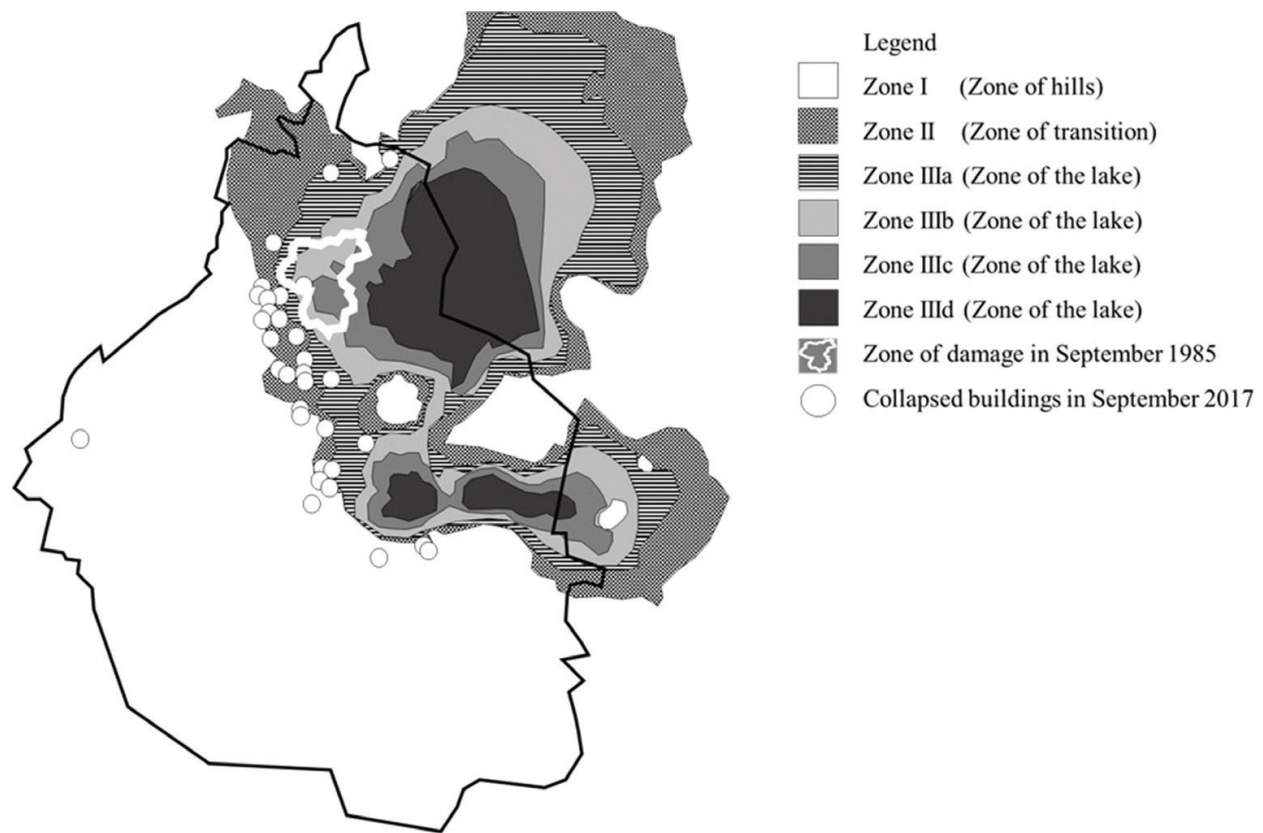 Legend
Zone I (Zone of hills)
Zone II (Zone of transition)
Zone IIIa (Zone of the lake)
Zone IIIb (Zone of the lake)
Zone IIIc (Zone of the lake)
Zone IIId (Zone of the lake)
Zone of damage in September 1985
Collapsed buildings in September 2017